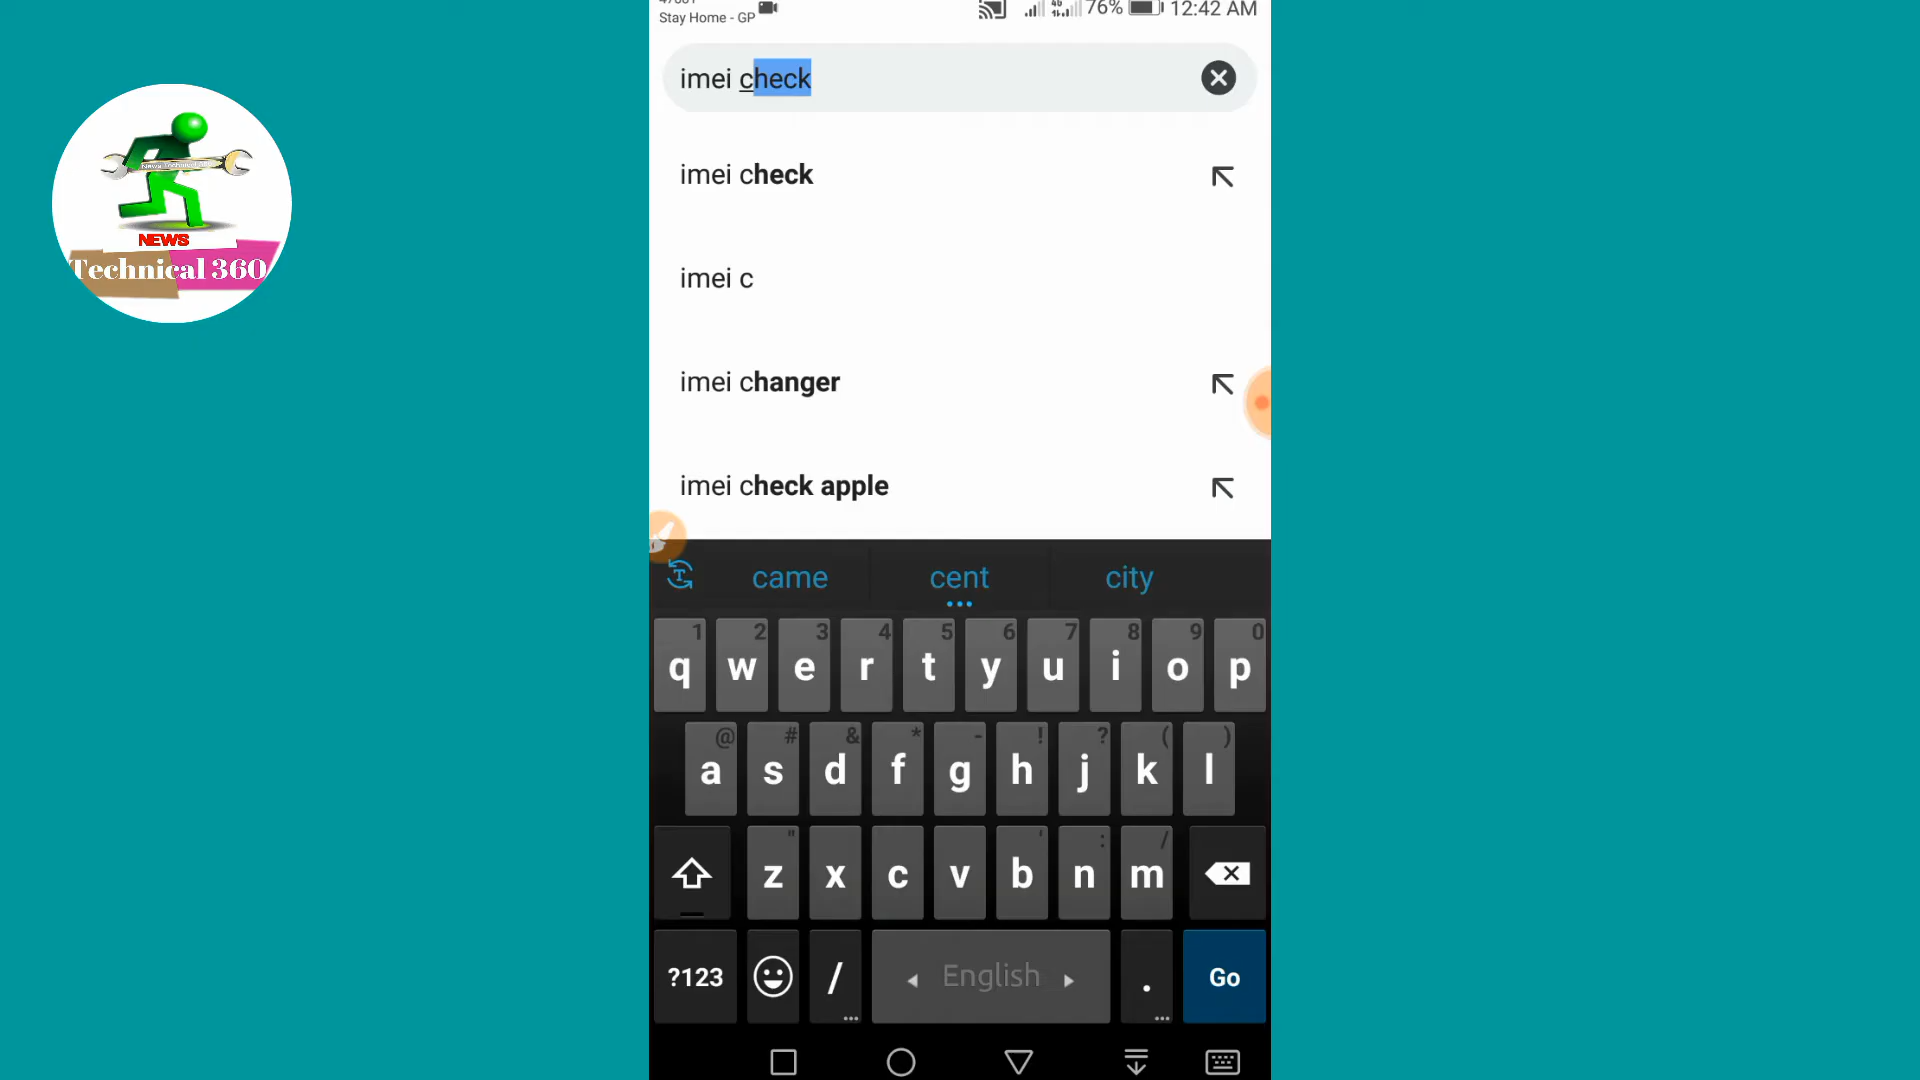 Stay Home - GP
76%
12:42 AM
imei check
imei check
imei c
imei changer
imei check apple
NEWS
Technical 360
came cent city
1 2 3 4 5 6 7 8 9 0
q w e r t y u i o p
@ # & * - ! ? ( )
a s d f g h j k l
" ' : /
z x c v b n m
?123 / English . Go